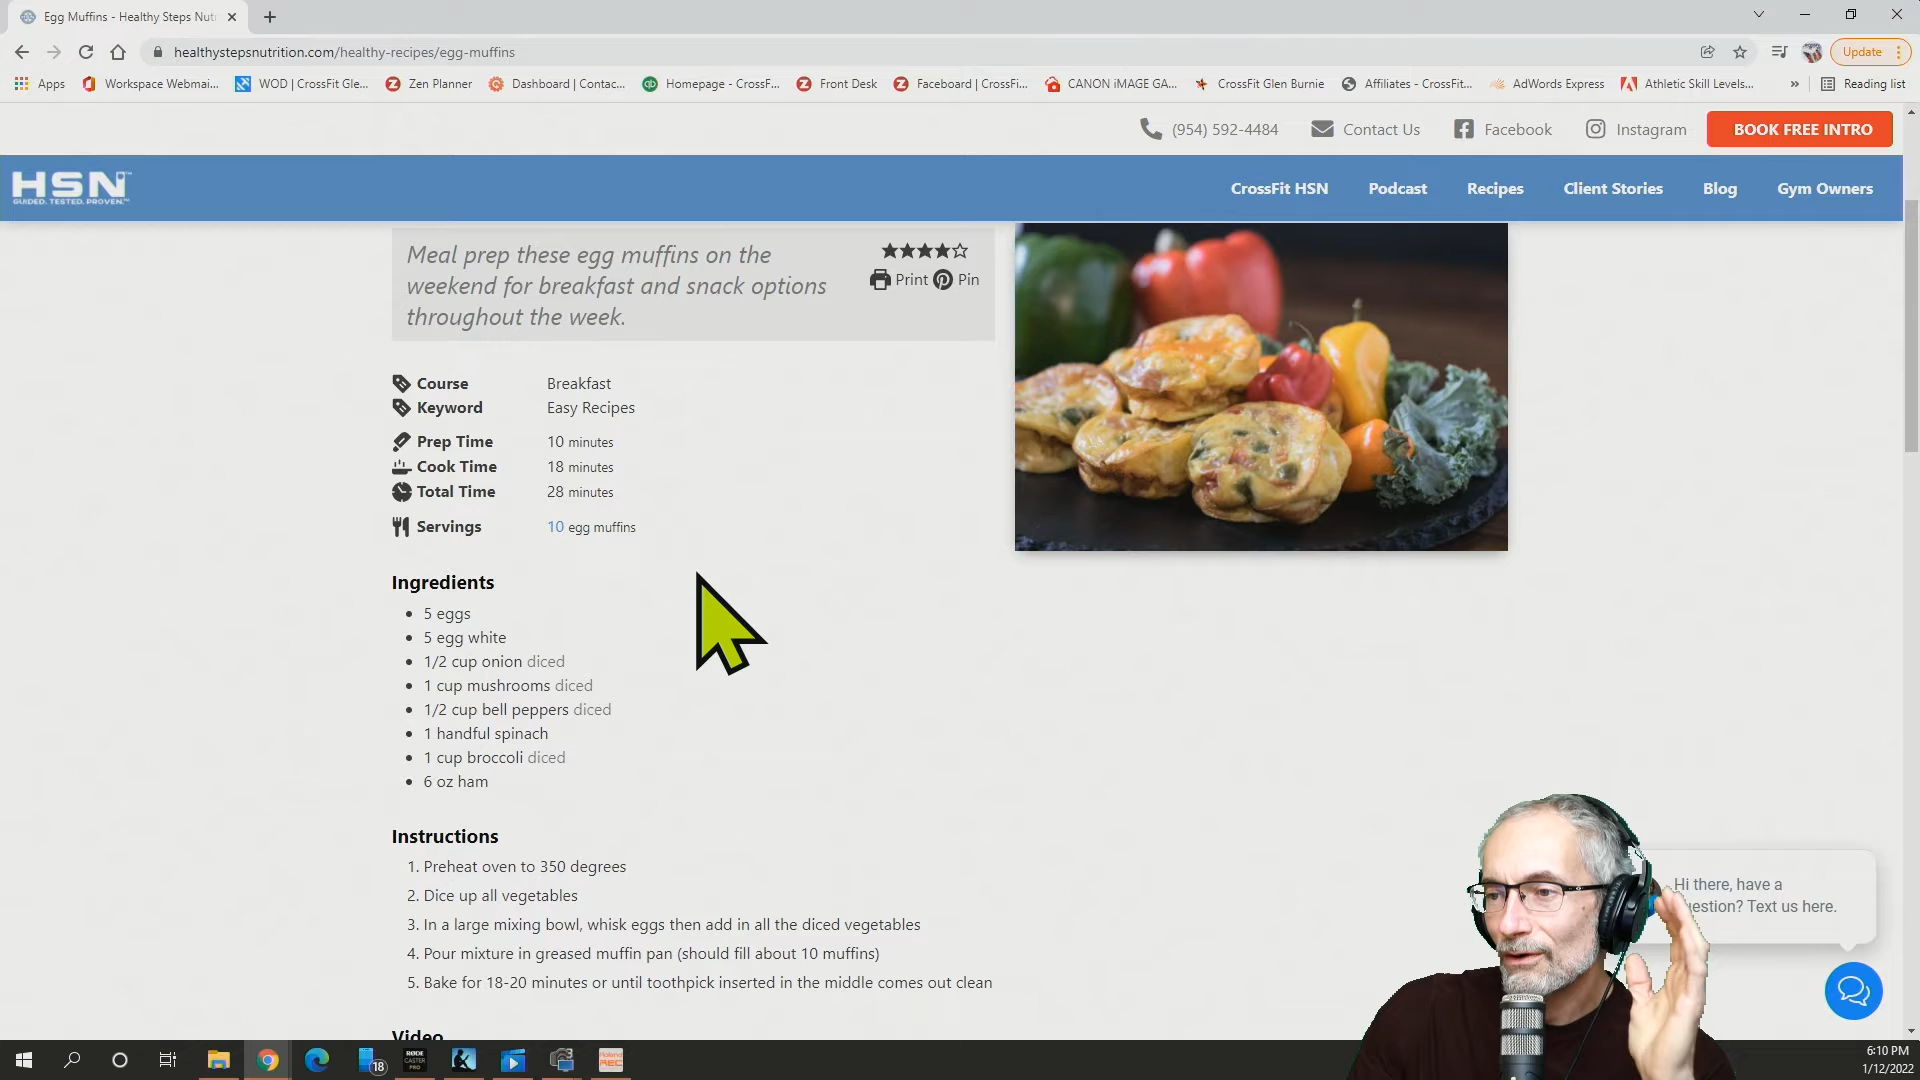 Egg Muffins - Healthy Steps Nutr
healthystepsnutrition.com/healthy-recipes/egg-muffins
Update
Apps
Workspace Webmai...
WOD | CrossFit Gle...
Zen Planner
Dashboard | Contac...
Homepage - CrossF...
Front Desk
Faceboard | CrossFi...
CANON iMAGE GA...
CrossFit Glen Burnie
Affiliates - CrossFit...
AdWords Express
Athletic Skill Levels...
»
Reading list
(954) 592-4484
Contact Us
Facebook
Instagram
BOOK FREE INTRO
HSN
GUIDED. TESTED. PROVEN.
CrossFit HSN
Podcast
Recipes
Client Stories
Blog
Gym Owners
Meal prep these egg muffins on the
weekend for breakfast and snack options
throughout the week.
Print
Pin
Course Breakfast
Keyword Easy Recipes
Prep Time 10 minutes
Cook Time 18 minutes
Total Time 28 minutes
Servings 10 egg muffins
Ingredients
5 eggs
5 egg white
1/2 cup onion diced
1 cup mushrooms diced
1/2 cup bell peppers diced
1 handful spinach
1 cup broccoli diced
6 oz ham
Instructions
1. Preheat oven to 350 degrees
2. Dice up all vegetables
3. In a large mixing bowl, whisk eggs then add in all the diced vegetables
4. Pour mixture in greased muffin pan (should fill about 10 muffins)
5. Bake for 18-20 minutes or until toothpick inserted in the middle comes out clean
Video
Hi there, have a
uestion? Text us here.
18
RØDE
CASTER
PRO
3
REC
6:10 PM
1/12/2022